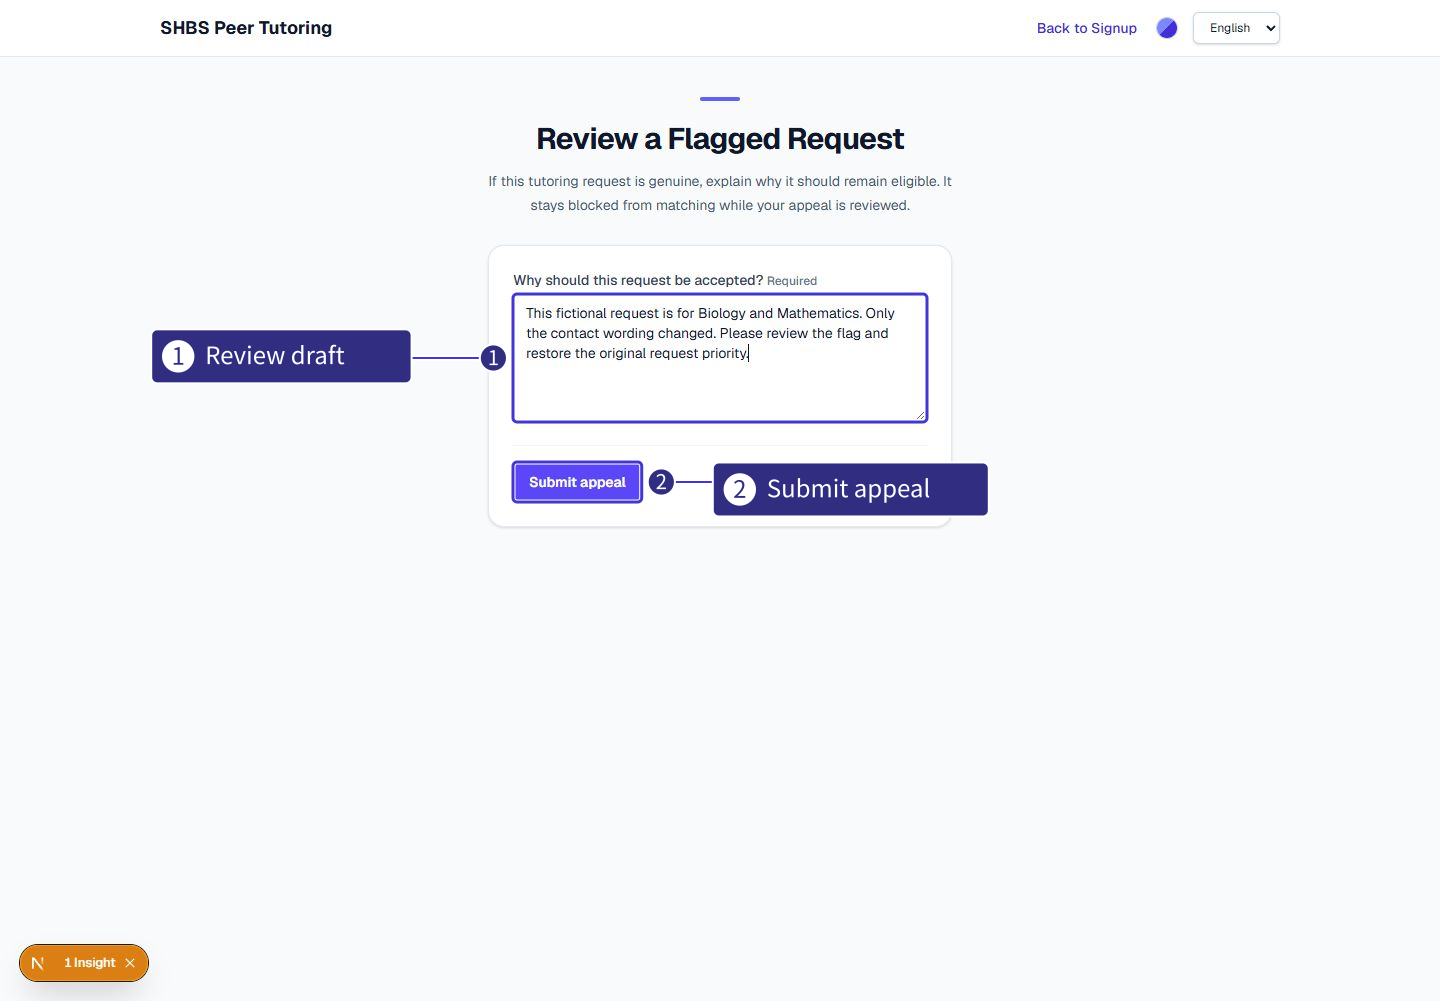 SHBS Peer Tutoring
Back to Signup
English
Review a Flagged Request
If this tutoring request is genuine, explain why it should remain eligible. It
stays blocked from matching while your appeal is reviewed.
Why should this request be accepted? Required
This fictional request is for Biology and Mathematics. Only
the contact wording changed. Please review the flag and
restore the original request priority.
1 Review draft
1
Submit appeal
2
2 Submit appeal
N 1 Insight ×